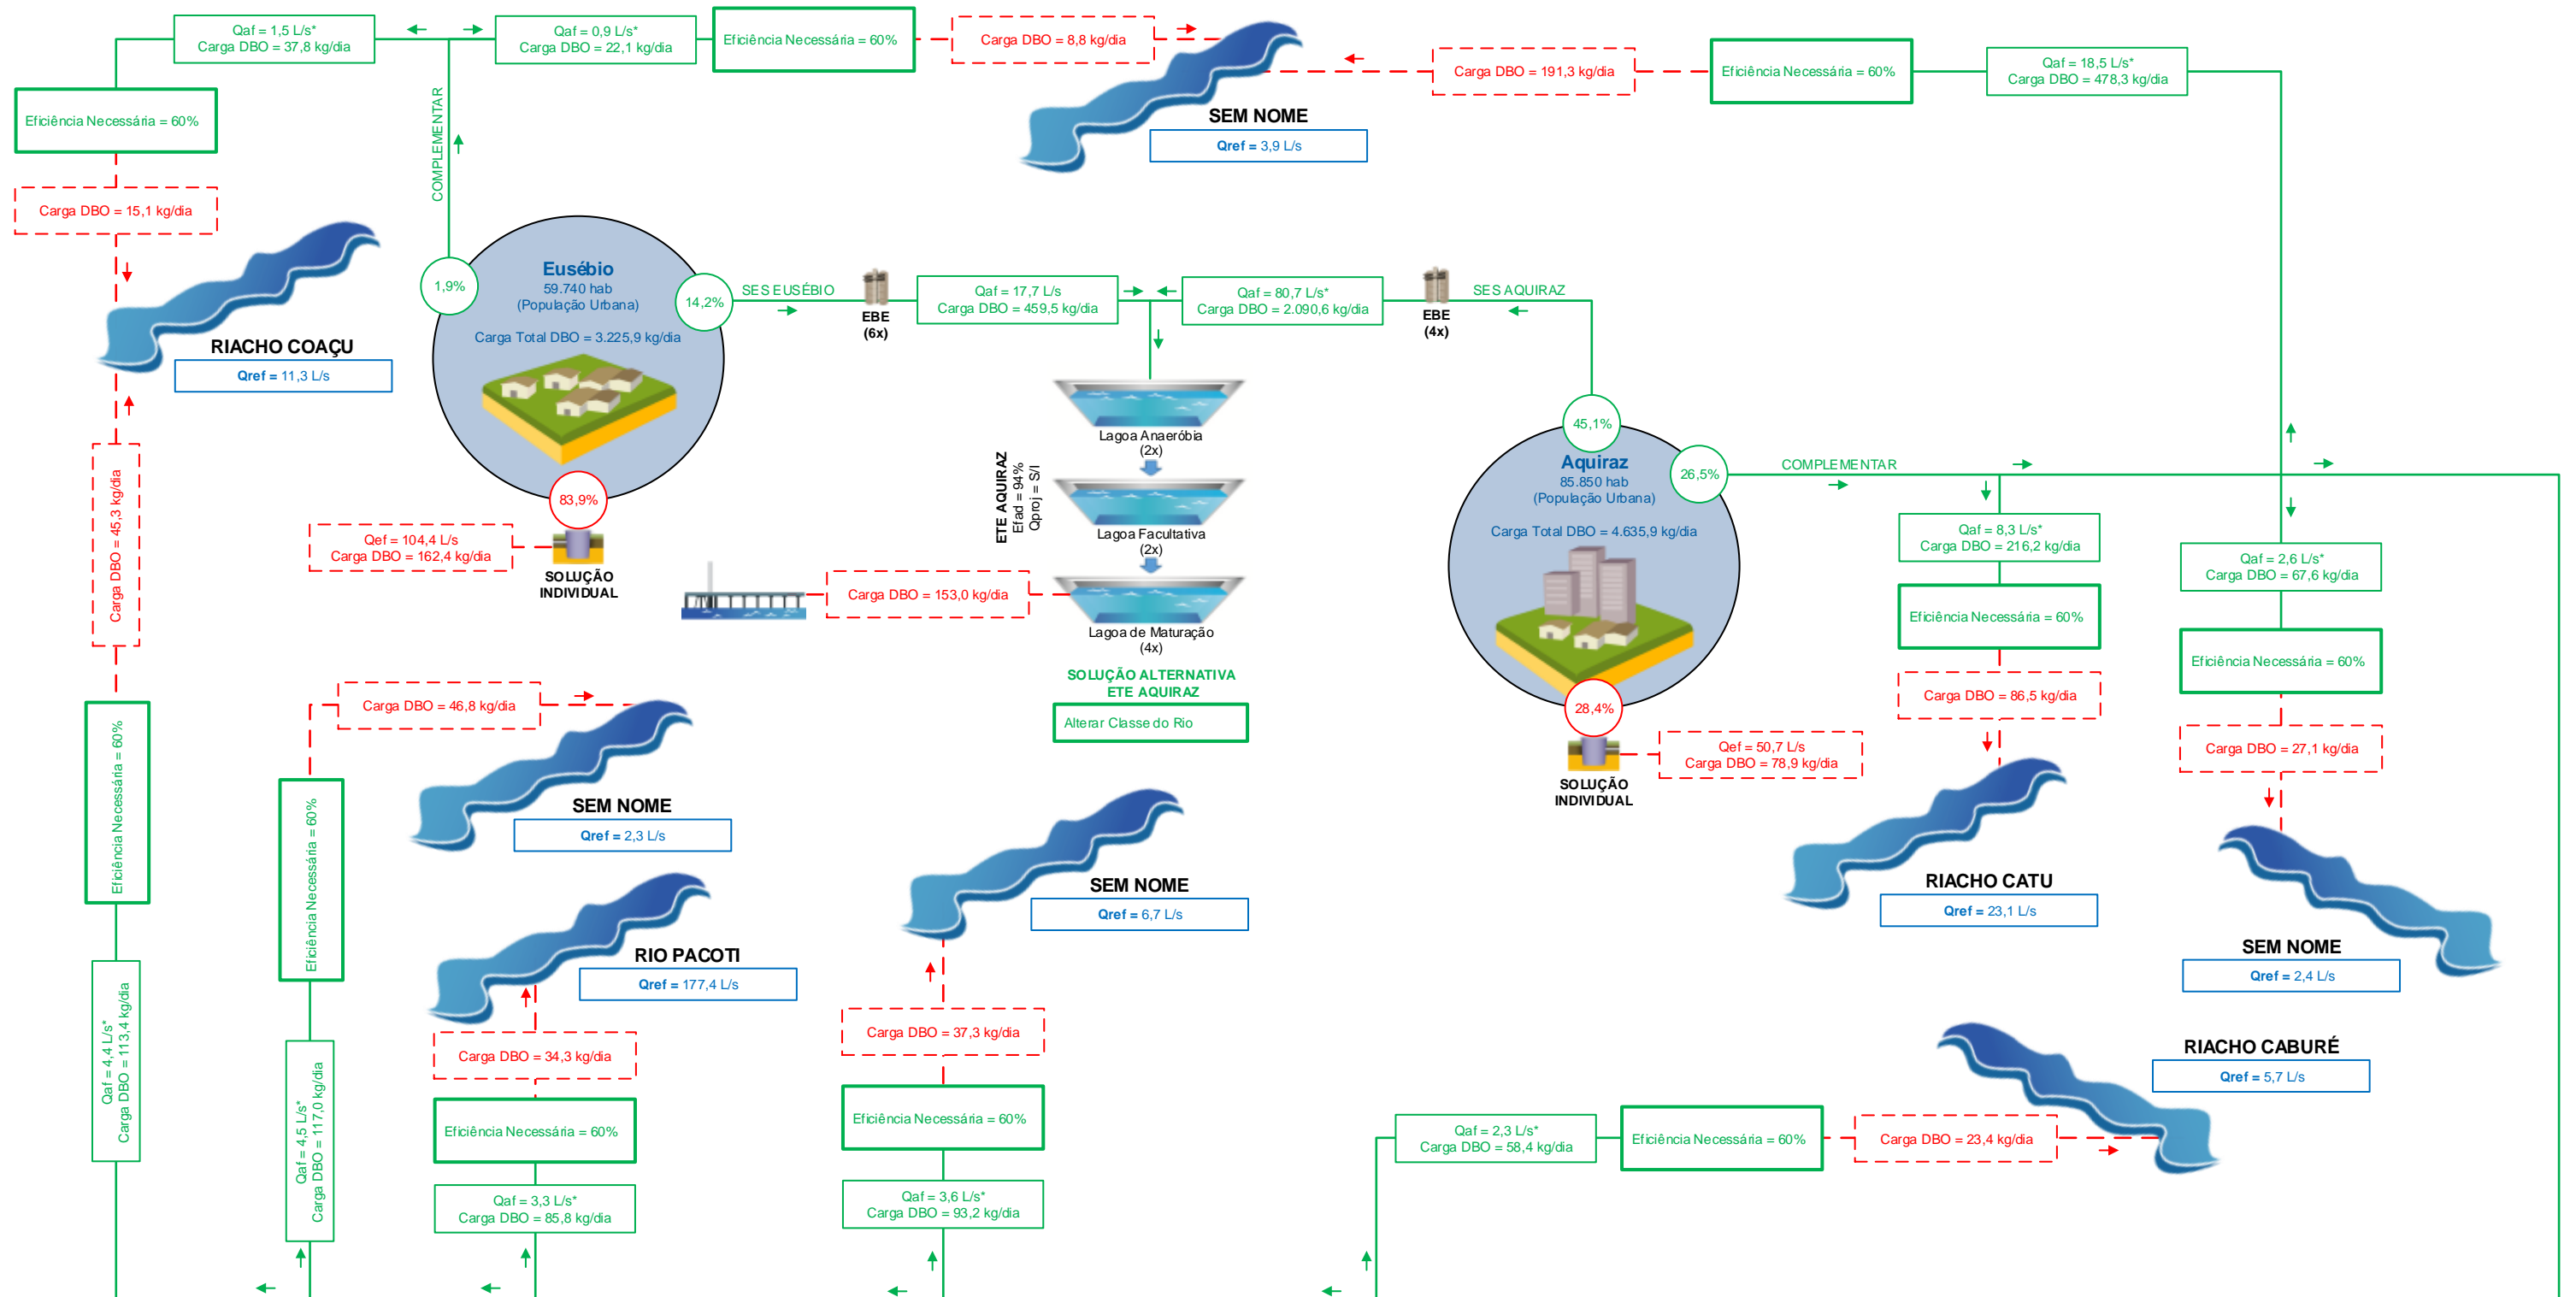 Qaf = 1,5 L/s*
Carga DBO = 37,8 kg/dia
Qaf = 0,9 L/s*
Carga DBO = 22,1 kg/dia
Eficiência Necessária = 60%
Carga DBO = 8,8 kg/dia
Carga DBO = 191,3 kg/dia
Eficiência Necessária = 60%
Qaf = 18,5 L/s*
Carga DBO = 478,3 kg/dia
Eficiência Necessária = 60%
COMPLEMENTAR
SEM NOME
Qref = 3,9 L/s
Carga DBO = 15,1 kg/dia
RIACHO COAÇU
Qref = 11,3 L/s
1,9%
Eusébio
59.740 hab
(População Urbana)
Carga Total DBO = 3.225,9 kg/dia
14,2%
SES EUSÉBIO
EBE
(6x)
Qaf = 17,7 L/s
Carga DBO = 459,5 kg/dia
Qaf = 80,7 L/s*
Carga DBO = 2.090,6 kg/dia
EBE
(4x)
SES AQUIRAZ
83,9%
Qef = 104,4 L/s
Carga DBO = 162,4 kg/dia
SOLUÇÃO
INDIVIDUAL
Lagoa Anaeróbia
(2x)
ETE AQUIRAZ
Efad = 94%
Qproj = S/I
Lagoa Facultativa
(2x)
Carga DBO = 153,0 kg/dia
Lagoa de Maturação
(4x)
SOLUÇÃO ALTERNATIVA
ETE AQUIRAZ
Alterar Classe do Rio
45,1%
Aquiraz
85.850 hab
(População Urbana)
Carga Total DBO = 4.635,9 kg/dia
26,5%
COMPLEMENTAR
28,4%
Qef = 50,7 L/s
Carga DBO = 78,9 kg/dia
SOLUÇÃO
INDIVIDUAL
Qaf = 8,3 L/s*
Carga DBO = 216,2 kg/dia
Eficiência Necessária = 60%
Carga DBO = 86,5 kg/dia
RIACHO CATU
Qref = 23,1 L/s
Qaf = 2,6 L/s*
Carga DBO = 67,6 kg/dia
Eficiência Necessária = 60%
Carga DBO = 27,1 kg/dia
SEM NOME
Qref = 2,4 L/s
Carga DBO = 45,3 kg/dia
Eficiência Necessária = 60%
Qaf = 4,4 L/s*
Carga DBO = 113,4 kg/dia
Carga DBO = 46,8 kg/dia
SEM NOME
Qref = 2,3 L/s
Eficiência Necessária = 60%
Qaf = 4,5 L/s*
Carga DBO = 117,0 kg/dia
RIO PACOTI
Qref = 177,4 L/s
Carga DBO = 34,3 kg/dia
Eficiência Necessária = 60%
Qaf = 3,3 L/s*
Carga DBO = 85,8 kg/dia
SEM NOME
Qref = 6,7 L/s
Carga DBO = 37,3 kg/dia
Eficiência Necessária = 60%
Qaf = 3,6 L/s*
Carga DBO = 93,2 kg/dia
RIACHO CABURÉ
Qref = 5,7 L/s
Qaf = 2,3 L/s*
Carga DBO = 58,4 kg/dia
Eficiência Necessária = 60%
Carga DBO = 23,4 kg/dia